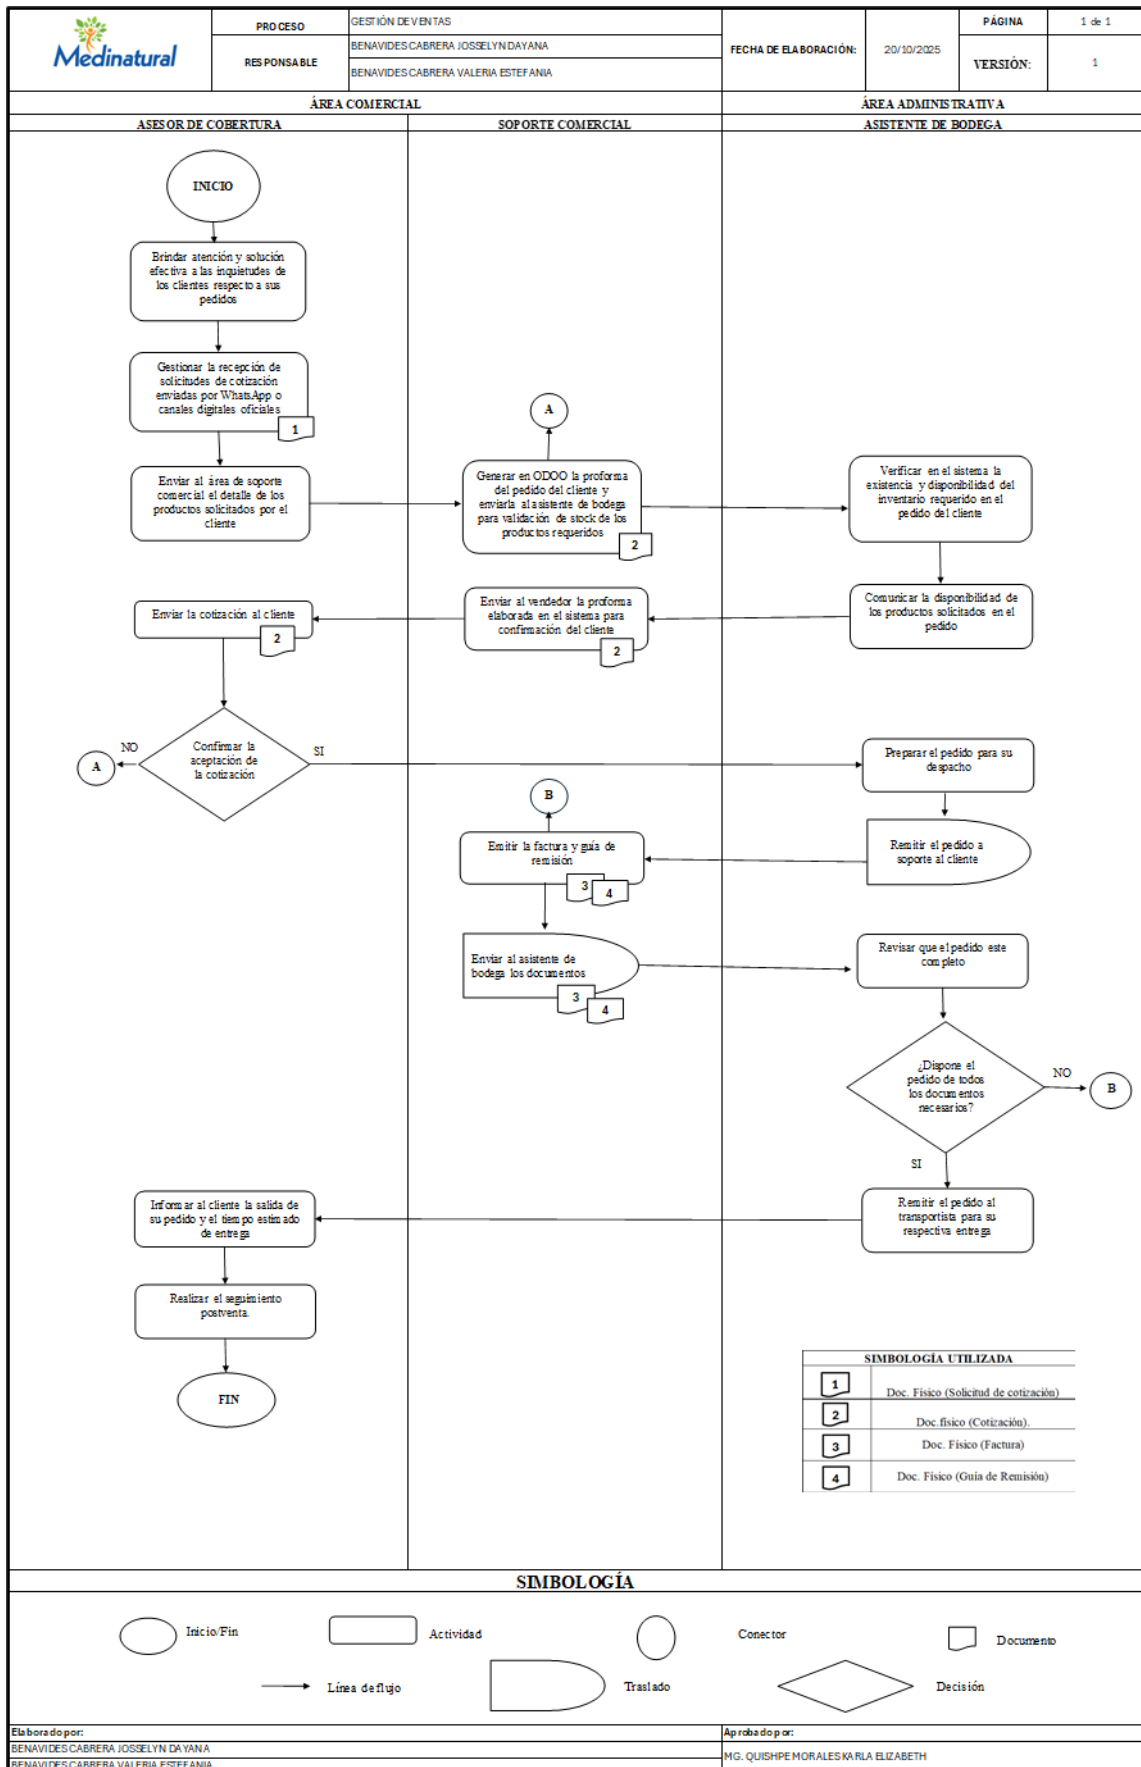 Medinatural
PROCESO
GESTIÓN DE VENTAS
RESPONSABLE
BENAVIDES CABRERA JOSSELYN DAYANA
BENAVIDES CABRERA VALERIA ESTEFANIA
FECHA DE ELABORACIÓN:
20/10/2025
PÁGINA
1 de 1
VERSIÓN:
1
ÁREA COMERCIAL
ÁREA ADMINISTRATIVA
ASESOR DE COBERTURA
SOPORTE COMERCIAL
ASISTENTE DE BODEGA
INICIO
Brindar atención y solución
efectiva a las inquietudes de
los clientes respecto a sus
pedidos
Gestionar la recepción de
solicitudes de cotización
enviadas por WhatsApp o
canales digitales oficiales
1
Enviar al área de soporte
comercial el detalle de los
productos solicitados por el
cliente
A
Generar en ODOO la proforma
del pedido del cliente y
enviarla al asistente de bodega
para validación de stock de los
productos requeridos
2
Verificar en el sistema la
existencia y disponibilidad del
inventario requerido en el
pedido del cliente
Comunicar la disponibilidad de
los productos solicitados en el
pedido
Enviar al vendedor la proforma
elaborada en el sistema para
confirmación del cliente
2
Enviar la cotización al cliente
2
Confirmar la
aceptación de
la cotización
NO
A
SI
Preparar el pedido para su
despacho
Remitir el pedido a
soporte al cliente
B
Emitir la factura y guía de
remisión
3
4
Enviar al asistente de
bodega los documentos
3
4
Revisar que el pedido este
completo
¿Dispone el
pedido de todos
los documentos
necesarios?
NO
B
SI
Remitir el pedido al
transportista para su
respectiva entrega
Informar al cliente la salida de
su pedido y el tiempo estimado
de entrega
Realizar el seguimiento
postventa.
FIN
SIMBOLOGÍA UTILIZADA
1
Doc. Físico (Solicitud de cotización)
2
Doc.físico (Cotización).
3
Doc. Físico (Factura)
4
Doc. Físico (Guía de Remisión)
SIMBOLOGÍA
Inicio/Fin
Actividad
Conector
Documento
Línea de flujo
Traslado
Decisión
Elaborado por:
BENAVIDES CABRERA JOSSELYN DAYANA
BENAVIDES CABRERA VALERIA ESTEFANIA
Aprobado por:
MG. QUISHPE MORALES KARLA ELIZABETH